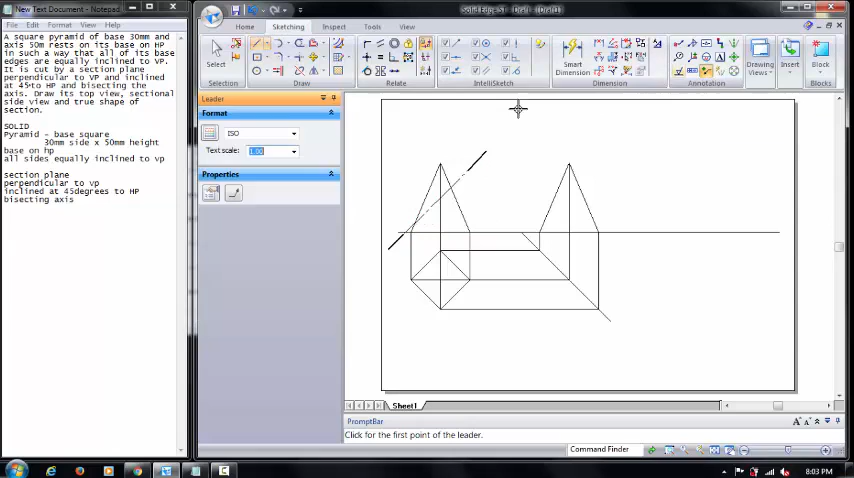 New Text Document - Notepad
File Edit Format View Help
A square pyramid of base 30mm and
axis 50m rests on its base on HP
in such a way that all of its base
edges are equally inclined to VP.
It is cut by a section plane
perpendicular to VP and inclined
at 45to HP and bisecting the
axis. Draw its top view, sectional
side view and true shape of
section.
SOLID
Pyramid - base square
30mm side x 50mm height
base on hp
all sides equally inclined to vp
section plane
perpendicular to vp
inclined at 45degrees to HP
bisecting axis
Solid Edge ST - Draft - [Draft1]
Home Sketching Inspect Tools View
Select
Smart
Dimension
Drawing
Views
Insert
Block
Selection Draw Relate IntelliSketch Dimension Annotation Blocks
Leader
Format
ISO
Text scale: 1.00
Properties
Sheet1
PromptBar
Click for the first point of the leader.
Command Finder
8:03 PM